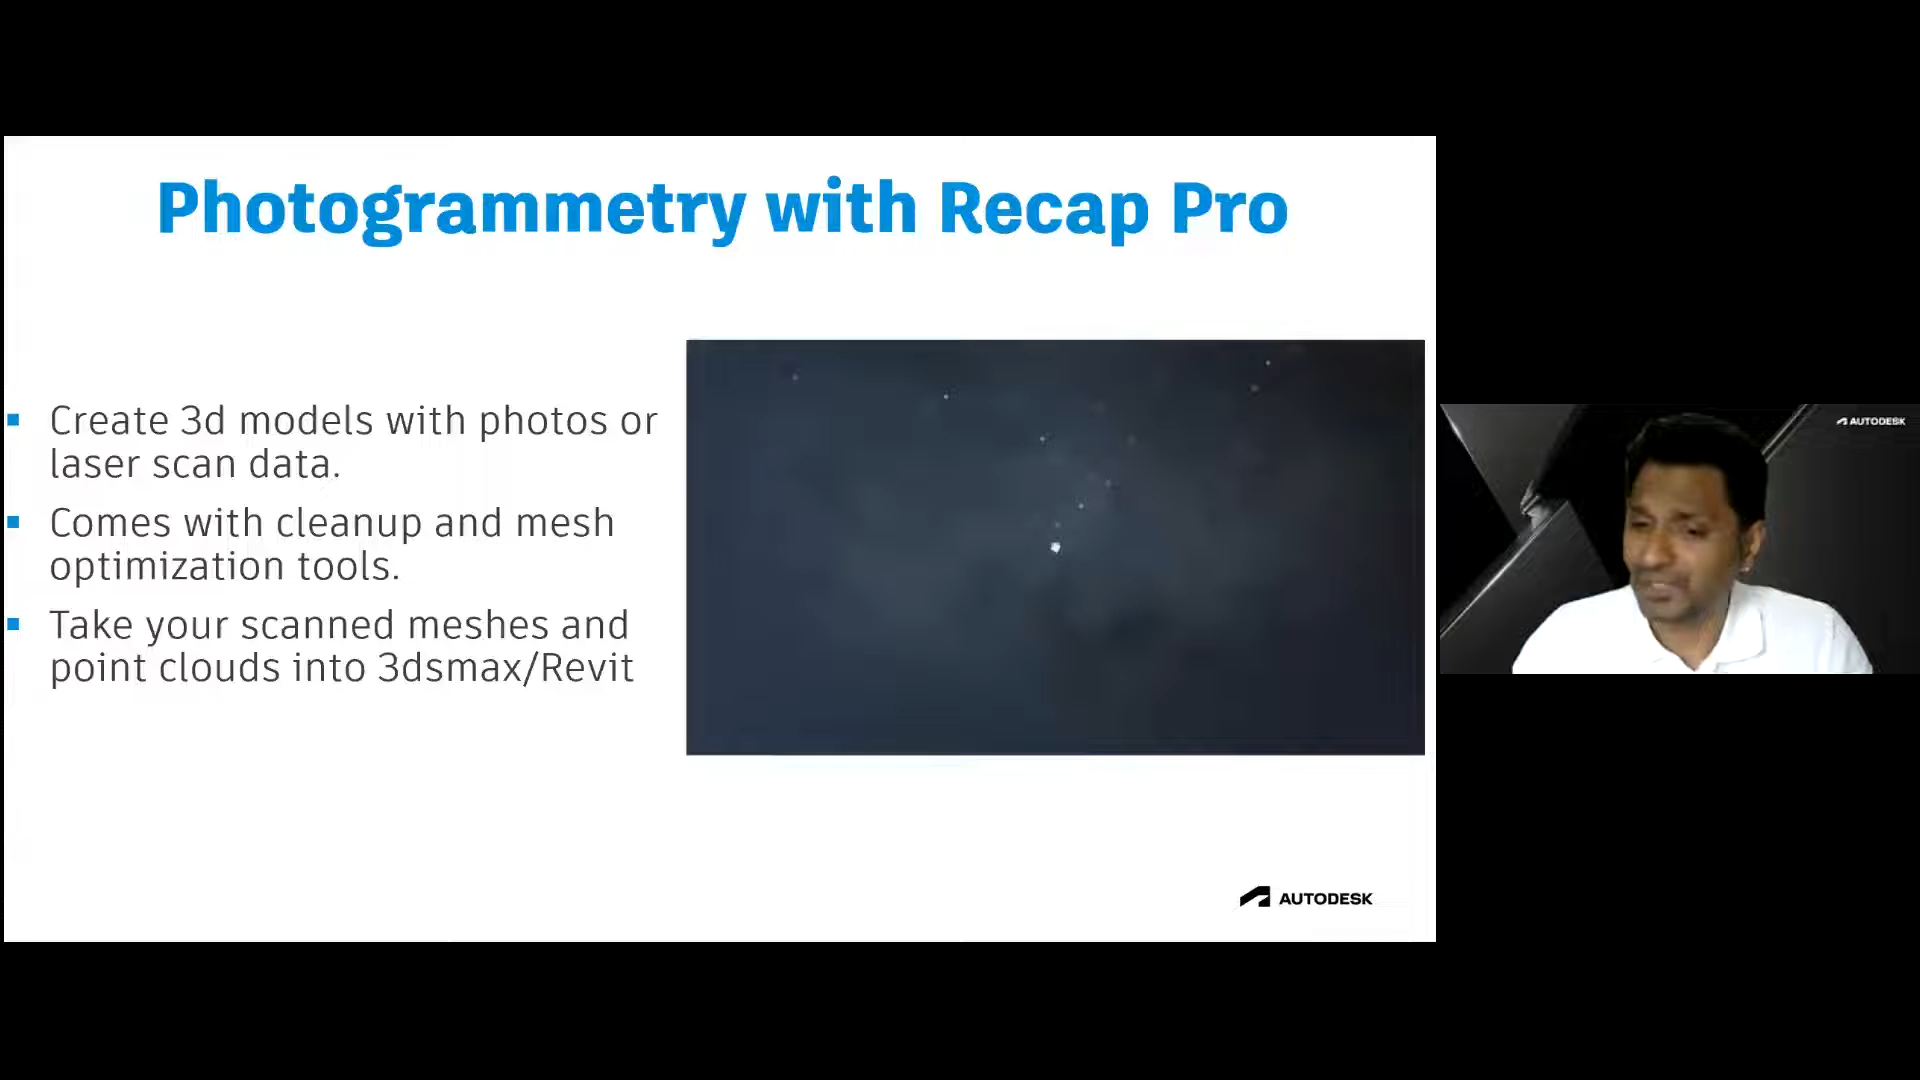 Photogrammetry with Recap Pro
Create 3d models with photos or
laser scan data.
Comes with cleanup and mesh
optimization tools.
Take your scanned meshes and
point clouds into 3dsmax/Revit
AUTODESK
AUTODESK